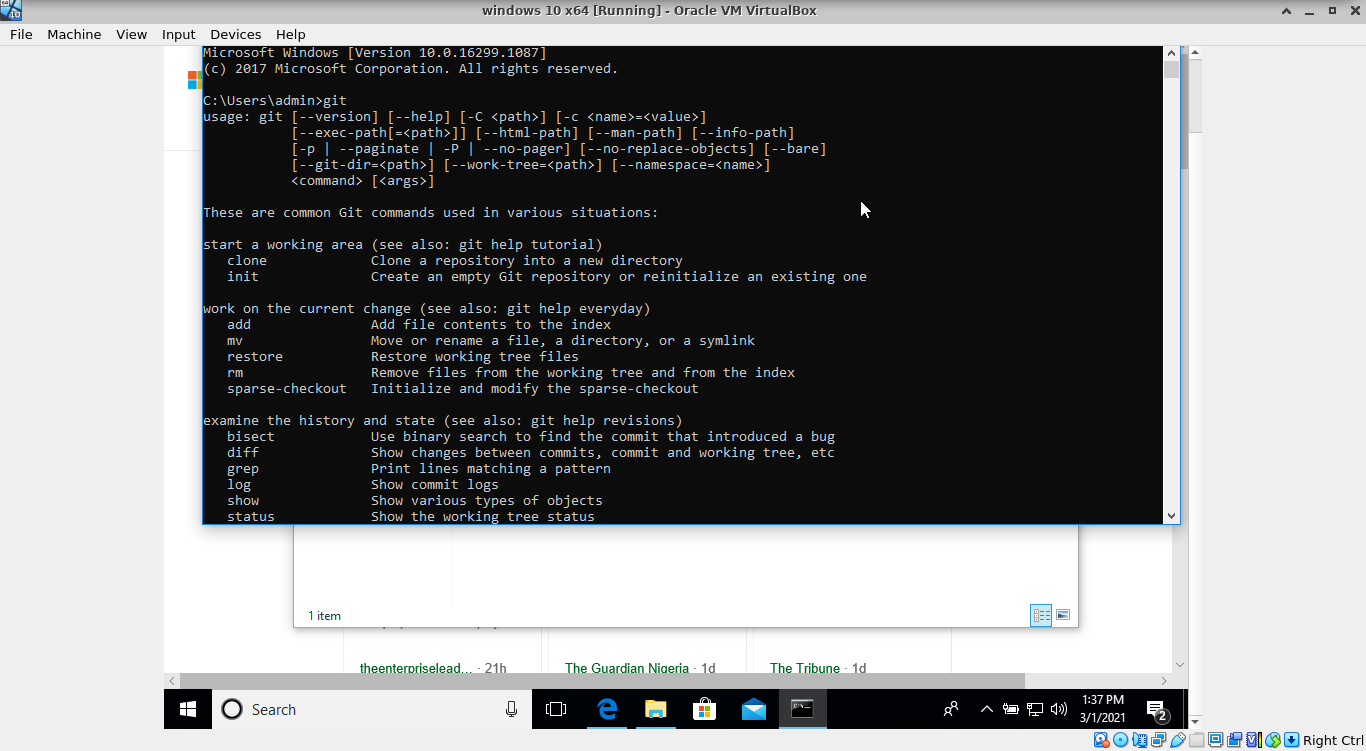 windows 10 x64 [Running] - Oracle VM VirtualBox
File Machine View Input Devices Help
Microsoft Windows [Version 10.0.16299.1087]
(c) 2017 Microsoft Corporation. All rights reserved.
C:\Users\admin>git
usage: git [--version] [--help] [-C <path>] [-c <name>=<value>]
[--exec-path[=<path>]] [--html-path] [--man-path] [--info-path]
[-p | --paginate | -P | --no-pager] [--no-replace-objects] [--bare]
[--git-dir=<path>] [--work-tree=<path>] [--namespace=<name>]
<command> [<args>]
These are common Git commands used in various situations:
start a working area (see also: git help tutorial)
clone Clone a repository into a new directory
init Create an empty Git repository or reinitialize an existing one
work on the current change (see also: git help everyday)
add Add file contents to the index
mv Move or rename a file, a directory, or a symlink
restore Restore working tree files
rm Remove files from the working tree and from the index
sparse-checkout Initialize and modify the sparse-checkout
examine the history and state (see also: git help revisions)
bisect Use binary search to find the commit that introduced a bug
diff Show changes between commits, commit and working tree, etc
grep Print lines matching a pattern
log Show commit logs
show Show various types of objects
status Show the working tree status
1 item
theenterpriselead... · 21h
The Guardian Nigeria · 1d
The Tribune · 1d
Search
1:37 PM
3/1/2021
2
Right Ctrl